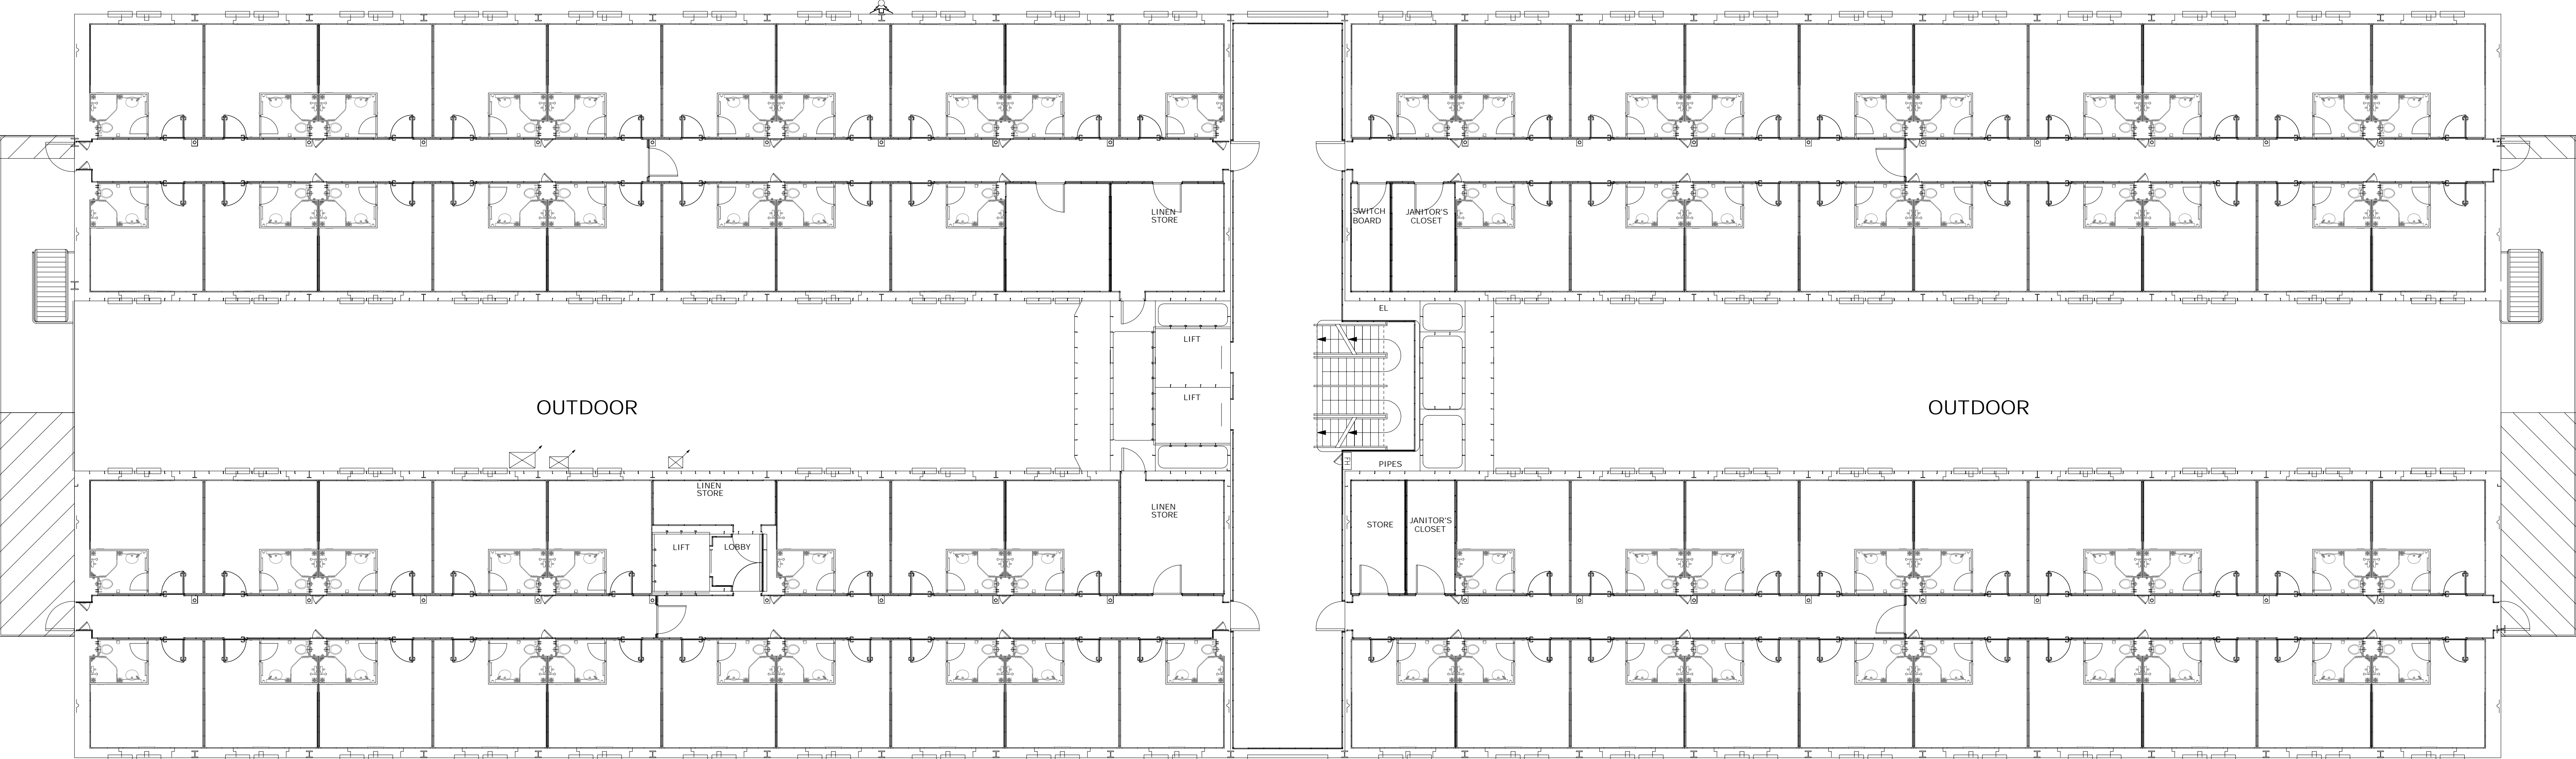 LINEN
STORE
SWITCH
BOARD
JANITOR'S
CLOSET
EL
LIFT
LIFT
OUTDOOR
OUTDOOR
FH
PIPES
LINEN
STORE
LINEN
STORE
STORE
JANITOR'S
CLOSET
LIFT
LOBBY